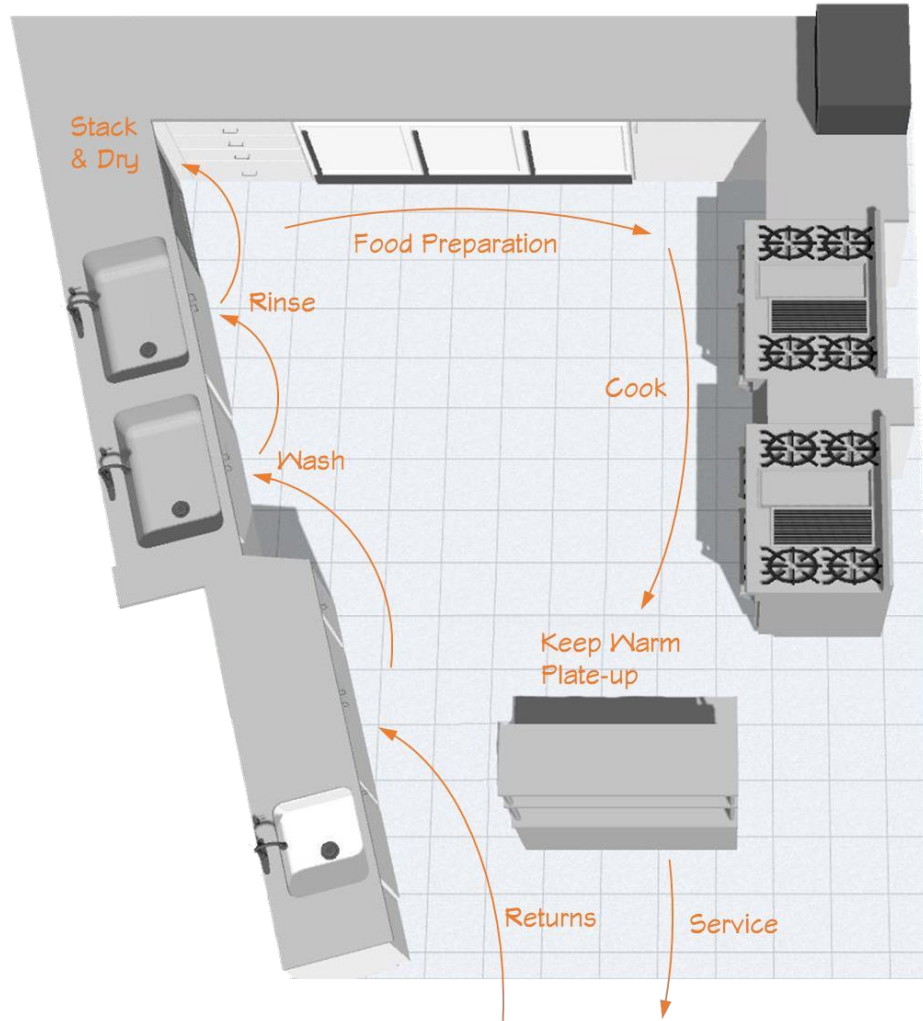 Stack
& Dry
Food Preparation
Rinse
Cook
Wash
Keep Warm
Plate-up
Returns
Service